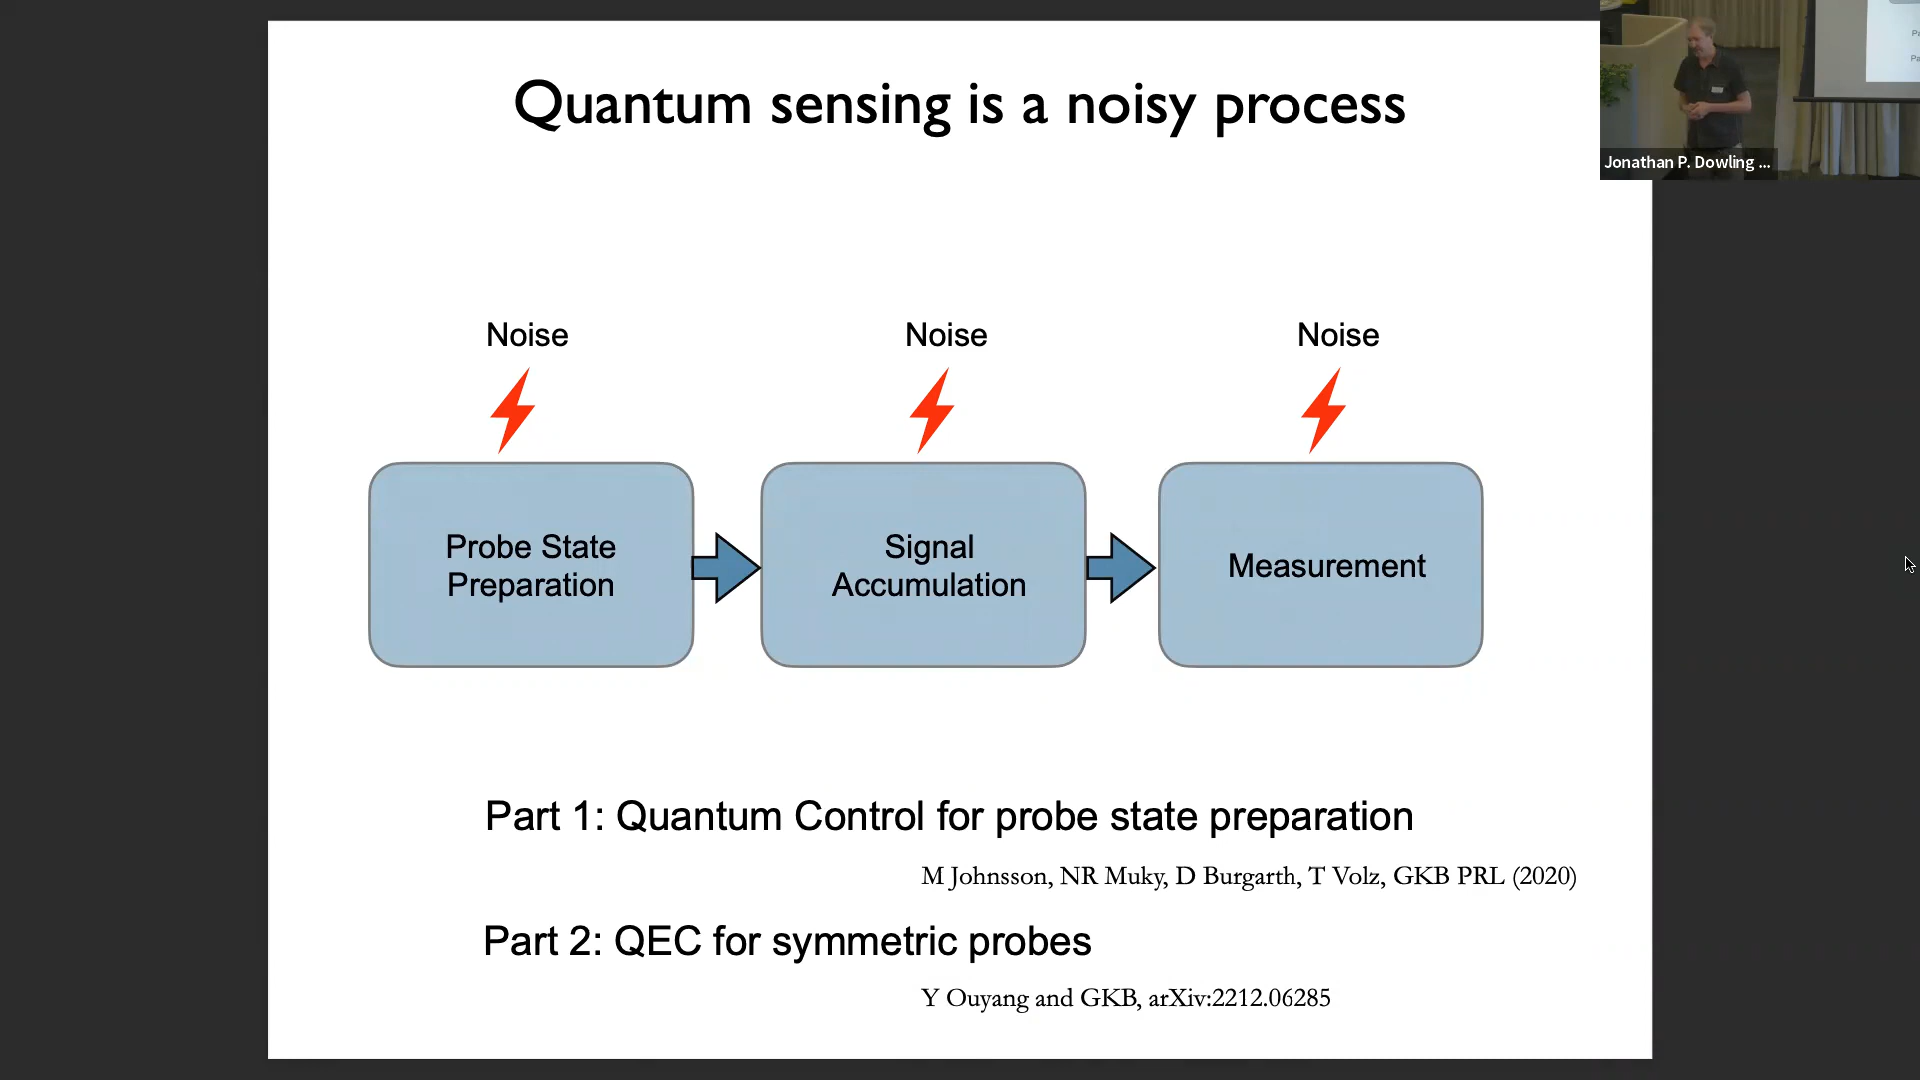 Quantum sensing is a noisy process
Jonathan P. Dowling ...
Noise
Noise
Noise
Probe State
Preparation
Signal
Accumulation
Measurement
Part 1: Quantum Control for probe state preparation
M Johnsson, NR Muky, D Burgarth, T Volz, GKB PRL (2020)
Part 2: QEC for symmetric probes
Y Ouyang and GKB, arXiv:2212.06285